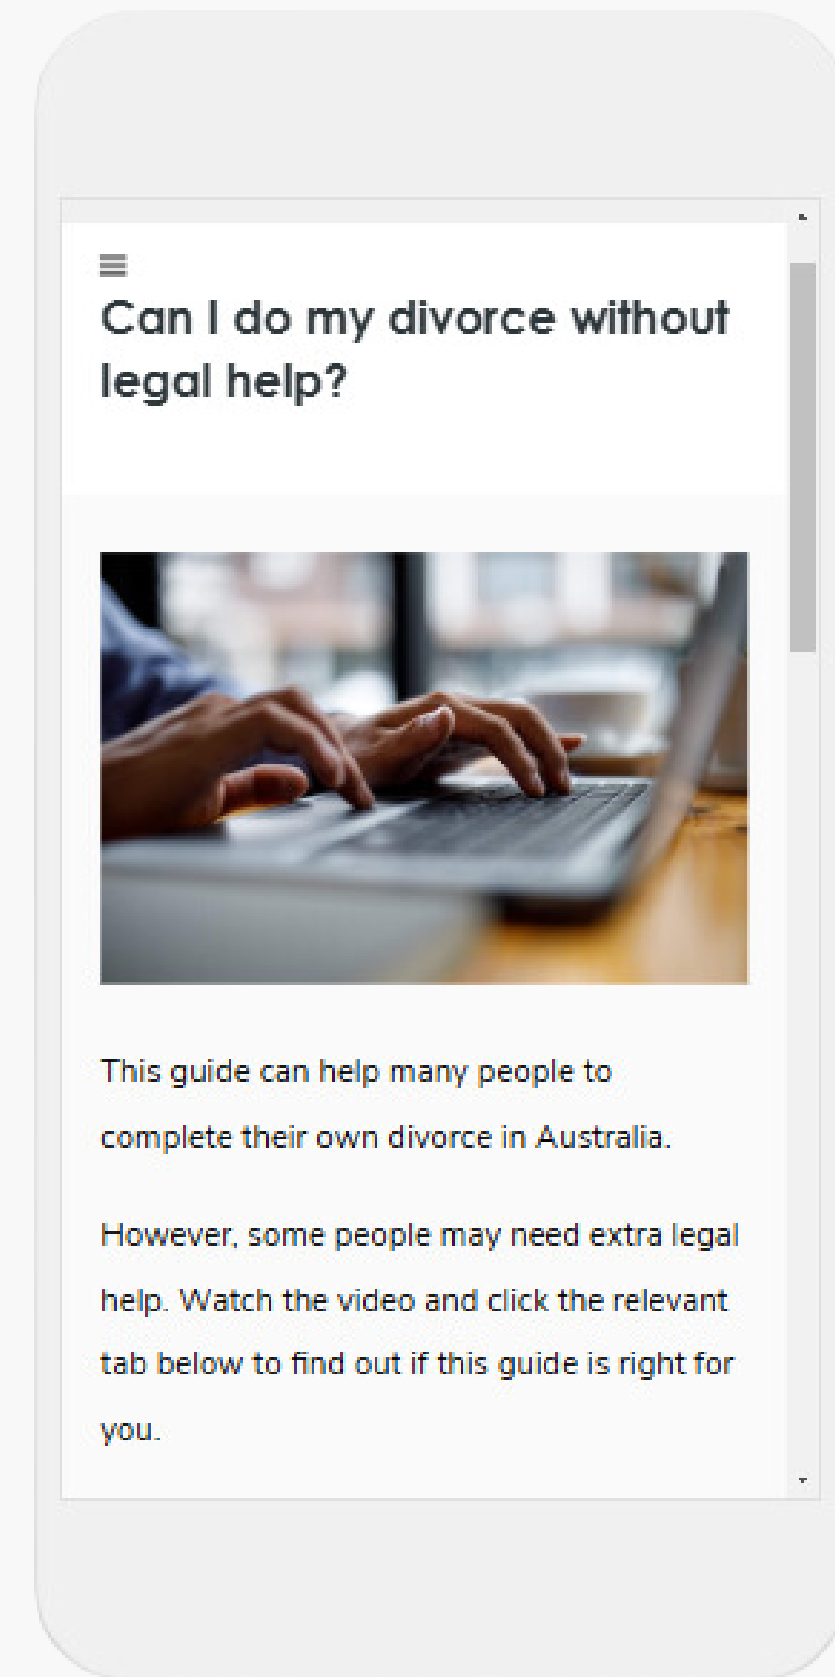 Can I do my divorce without
legal help?
This guide can help many people to
complete their own divorce in Australia.
However, some people may need extra legal
help. Watch the video and click the relevant
tab below to find out if this guide is right for
you.